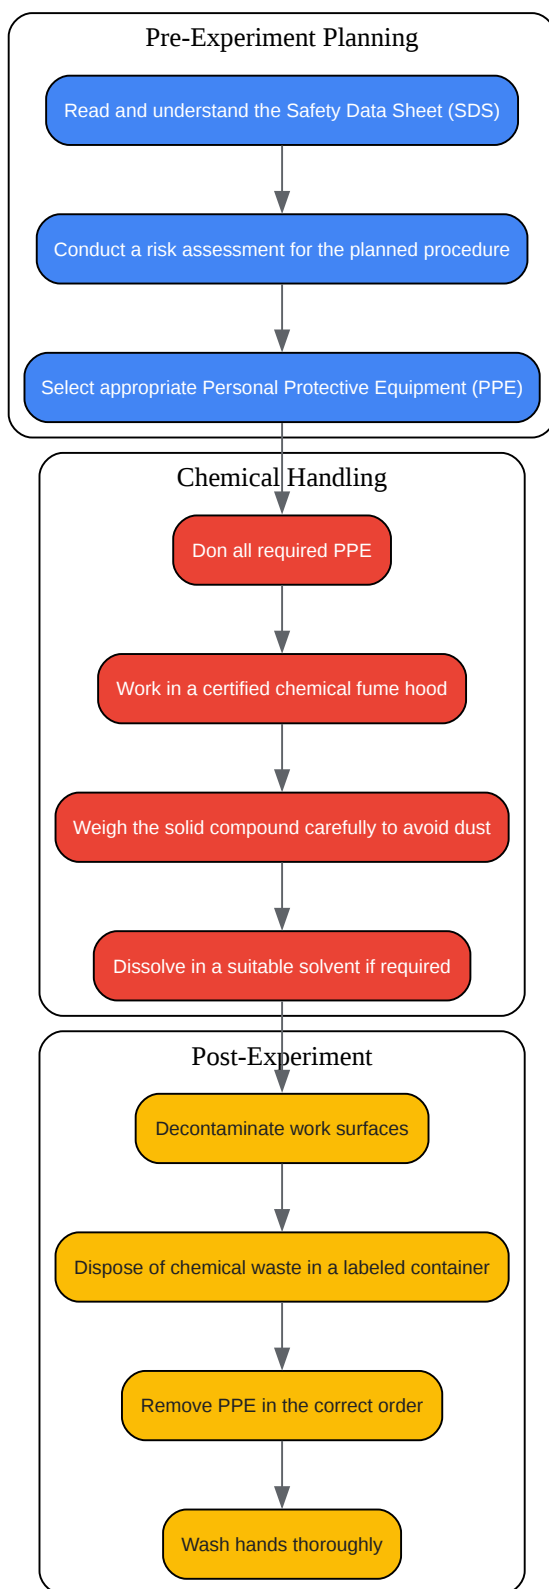 Pre-Experiment Planning
Read and understand the Safety Data Sheet (SDS)
Conduct a risk assessment for the planned procedure
Select appropriate Personal Protective Equipment (PPE)
Chemical Handling
Don all required PPE
Work in a certified chemical fume hood
Weigh the solid compound carefully to avoid dust
Dissolve in a suitable solvent if required
Post-Experiment
Decontaminate work surfaces
Dispose of chemical waste in a labeled container
Remove PPE in the correct order
Wash hands thoroughly